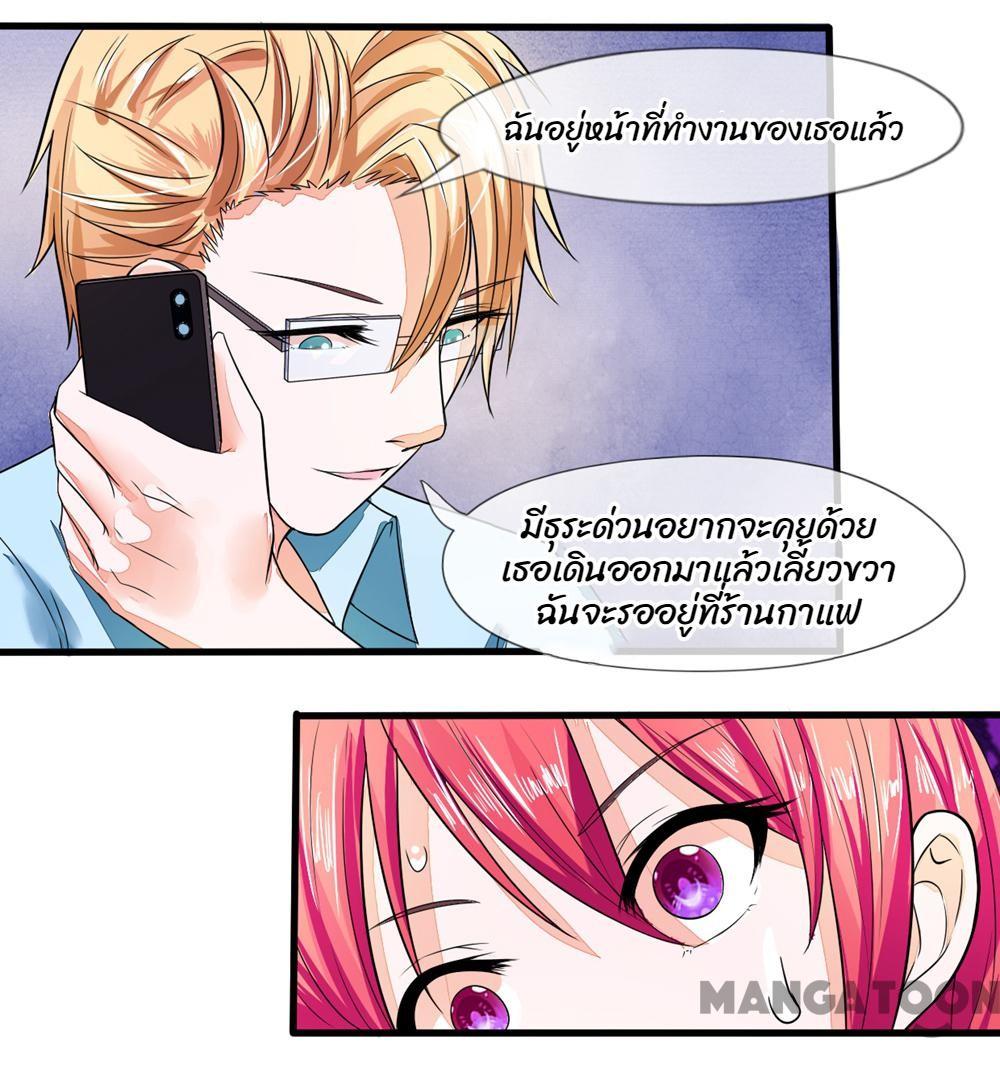 ฉันอยู่หน้าที่ทำงานของเธอแล้ว
มีธุระด่วนอยากจะคุยด้วย
เธอเดินออกมาแล้วเลี้ยวขวา
ฉันจะรออยู่ที่ร้านกาแฟ
MANGATOON